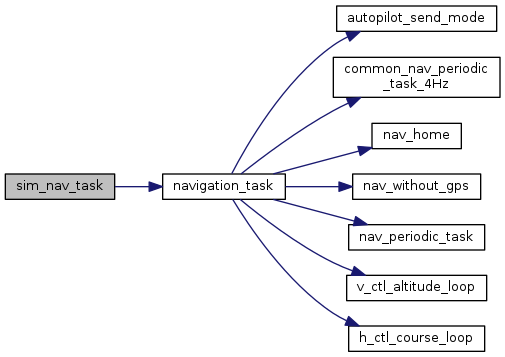 sim_nav_task
navigation_task
autopilot_send_mode
common_nav_periodic
_task_4Hz
nav_home
nav_without_gps
nav_periodic_task
v_ctl_altitude_loop
h_ctl_course_loop